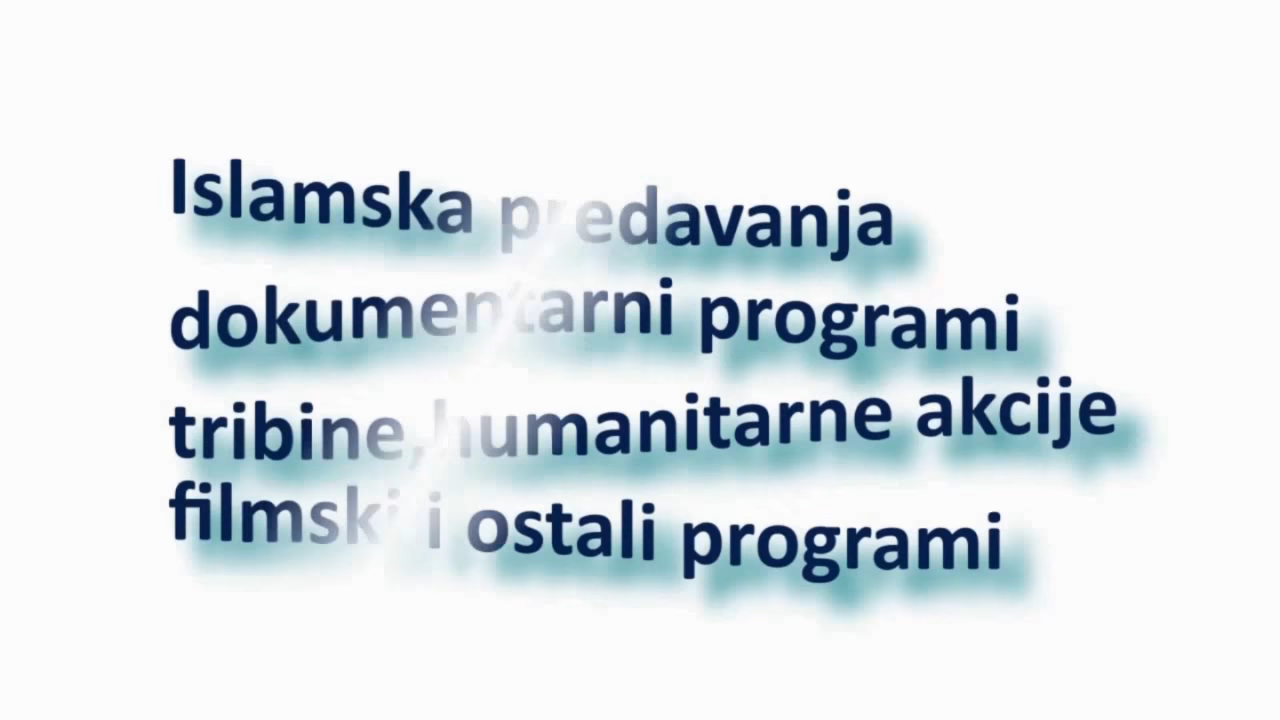 Islamska predavanja
dokumentarni programi
tribine,humanitarne akcije
filmski i ostali programi